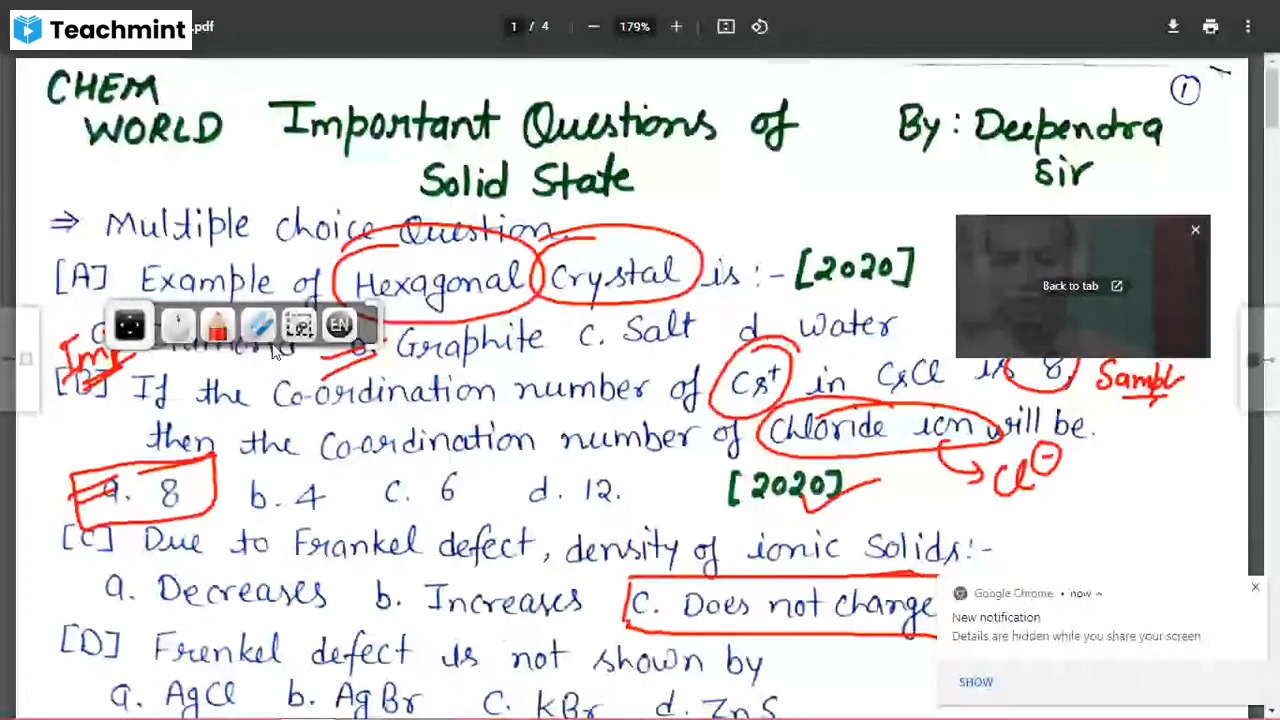 Teachmint
.pdf
1 / 4
179%
CHEM
WORLD
Important Questions of
Solid State
By : Deependra
Sir
1
⇒ Multiple choice Question.
[A] Example of Hexagonal Crystal is :- [2020]
EN
Graphite c. Salt d water
Back to tab
Imp
[B] If the Co-ordination number of Cs+ in CsCl is 8,
Sampl
then the Co-ordination number of Chloride ion will be.
Cl⊖
a. 8 b. 4 c. 6 d. 12. [2020]
[C] Due to Frankel defect, density of ionic Solids:-
a. Decreases b. Increases c. Does not change
Google Chrome • now
New notification
Details are hidden while you share your screen
SHOW
[D] Frenkel defect is not shown by
a. AgCl b. AgBr c. kBr d. ZnS